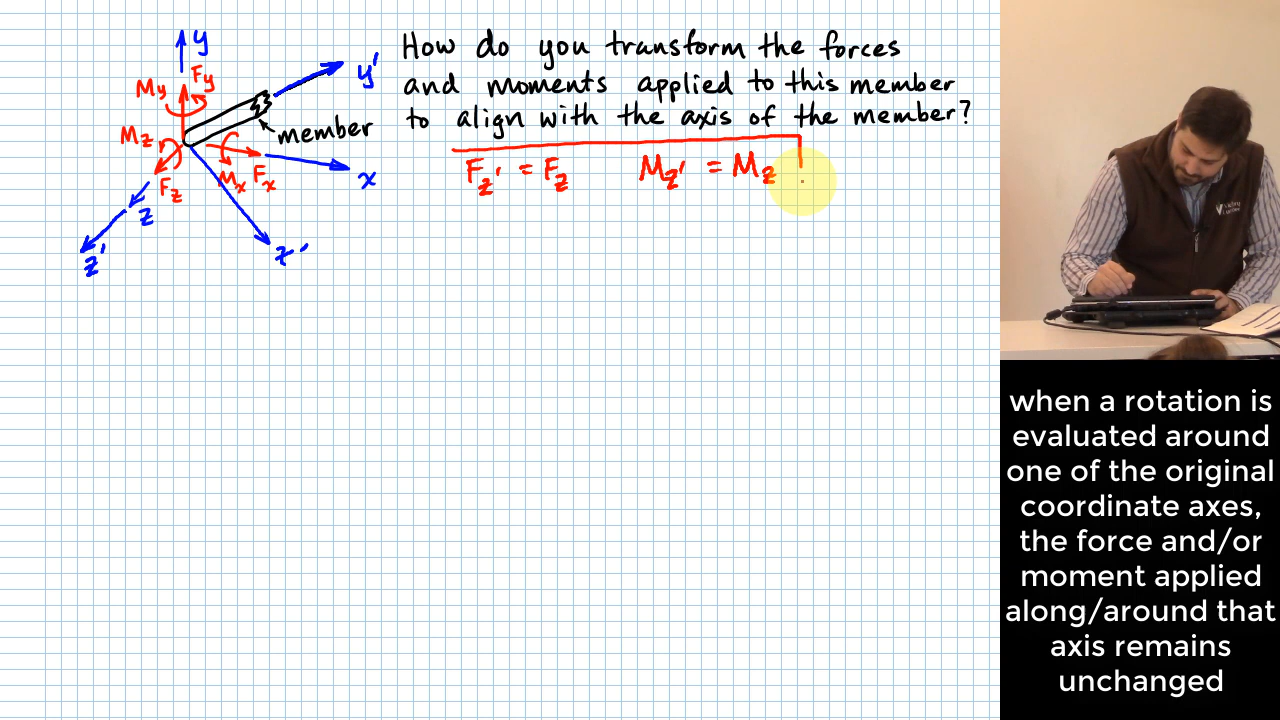 How do you transform the forces
and moments applied to this member
to align with the axis of the member?
y
y'
My
Fy
Mz
member
Fz
Mx
Fx
x
z
z'
z'
Fz' = Fz
Mz' = Mz
when a rotation is
evaluated around
one of the original
coordinate axes,
the force and/or
moment applied
along/around that
axis remains
unchanged